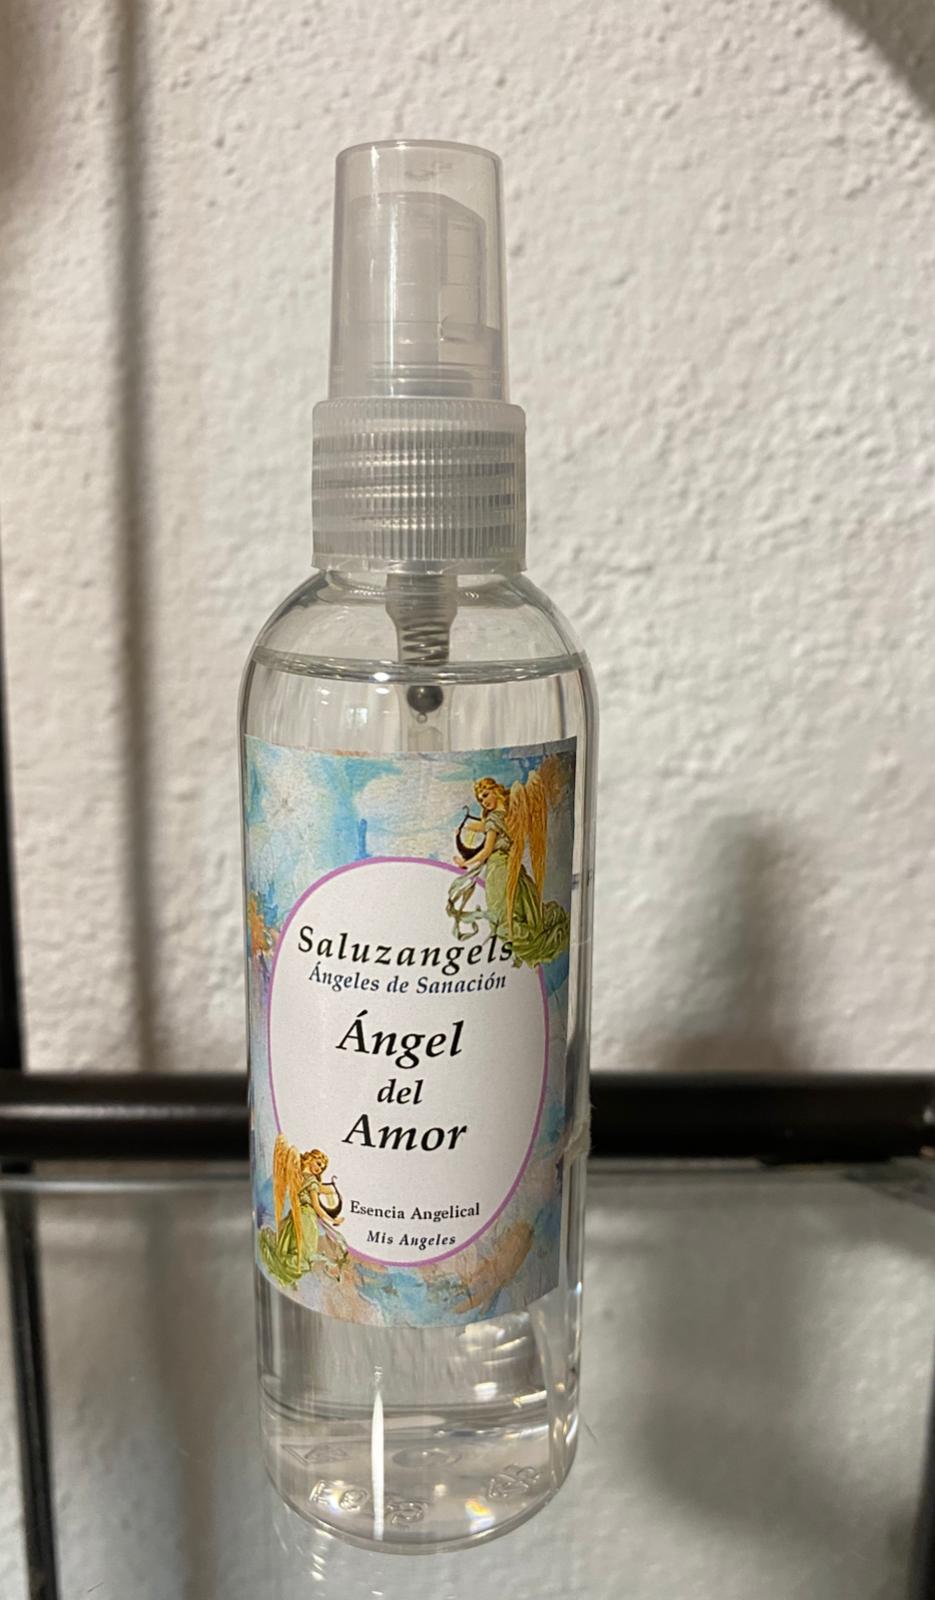 Saluzangels
Ángeles de Sanación
Ángel
del
Amor
Esencia Angelical
Mis Angeles